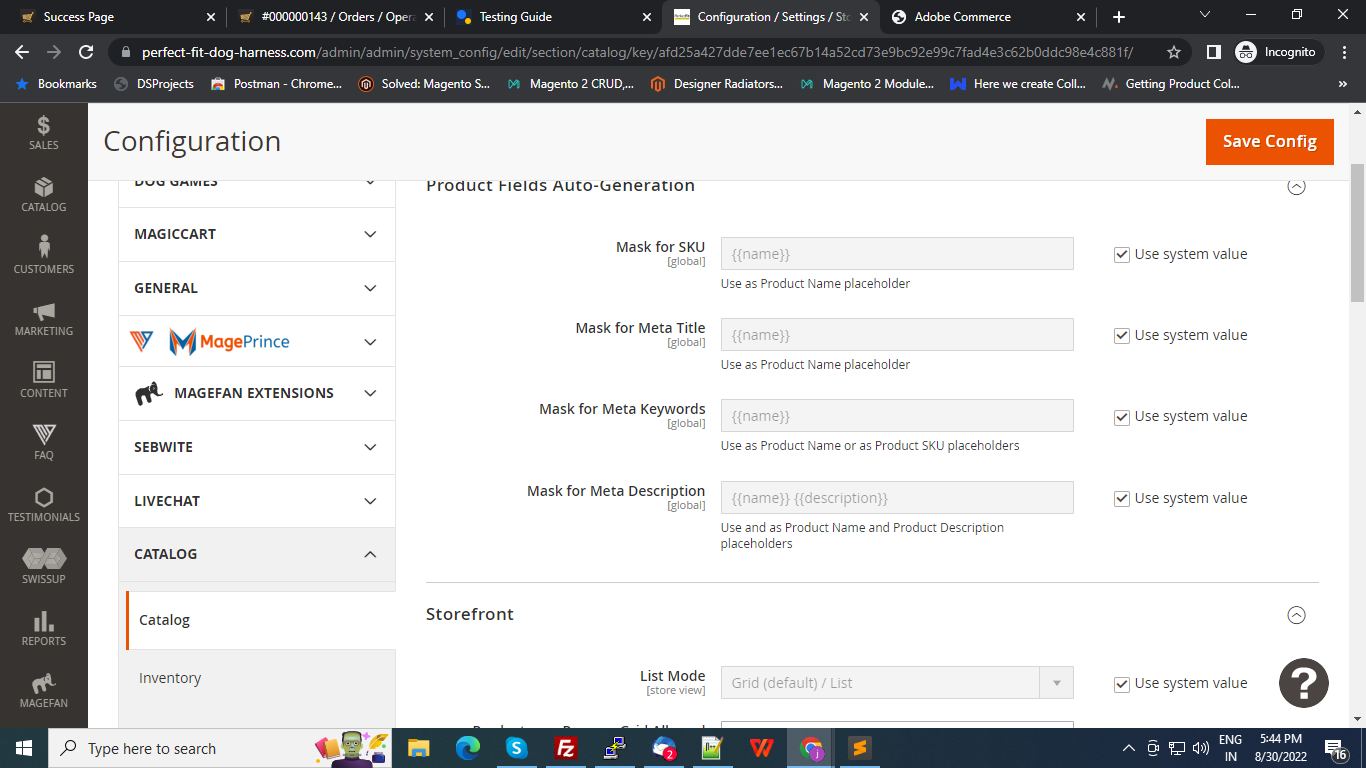 Success Page
#000000143 / Orders / Opera
Testing Guide
Configuration / Settings / Sto
Adobe Commerce
perfect-fit-dog-harness.com/admin/admin/system_config/edit/section/catalog/key/afd25a427dde7ee1ec67b14a52cd73e9bc92e99c7fad4e3c62b0ddc98e4c881f/
Incognito
Bookmarks
DSProjects
Postman - Chrome...
Solved: Magento S...
Magento 2 CRUD,...
Designer Radiators...
Magento 2 Module...
Here we create Coll...
Getting Product Col...
»
SALES
CATALOG
CUSTOMERS
MARKETING
CONTENT
FAQ
TESTIMONIALS
SWISSUP
REPORTS
MAGEFAN
Configuration
Save Config
DOG GAMES
MAGICCART
GENERAL
MagePrince
MAGEFAN EXTENSIONS
SEBWITE
LIVECHAT
CATALOG
Catalog
Inventory
Product Fields Auto-Generation
Mask for SKU
[global]
{{name}}
Use system value
Use as Product Name placeholder
Mask for Meta Title
[global]
{{name}}
Use system value
Use as Product Name placeholder
Mask for Meta Keywords
[global]
{{name}}
Use system value
Use as Product Name or as Product SKU placeholders
Mask for Meta Description
[global]
{{name}} {{description}}
Use system value
Use and as Product Name and Product Description
placeholders
Storefront
List Mode
[store view]
Grid (default) / List
Use system value
?
Type here to search
2
j
ENG
IN
5:44 PM
8/30/2022
16